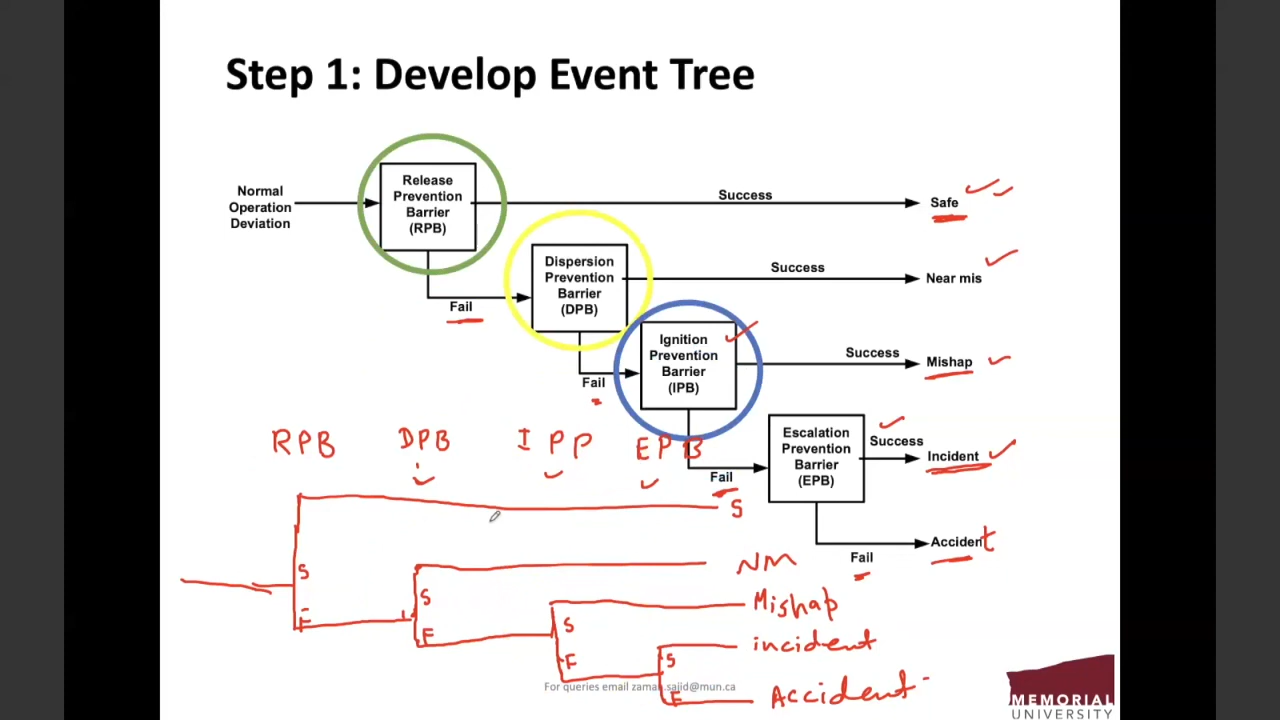 Step 1: Develop Event Tree
Normal
Operation
Deviation
Release
Prevention
Barrier
(RPB)
Success
Safe
Fail
Dispersion
Prevention
Barrier
(DPB)
Success
Near mis
Fail
Ignition
Prevention
Barrier
(IPB)
Success
Mishap
Fail
Escalation
Prevention
Barrier
(EPB)
Success
Incident
Fail
Accident
RPB DPB IPP EPB
S
S
F
NM
S
F
Mishap
S
F
incident
S
F
Accident
For queries email zaman.sajid@mun.ca
MEMORIAL
UNIVERSITY